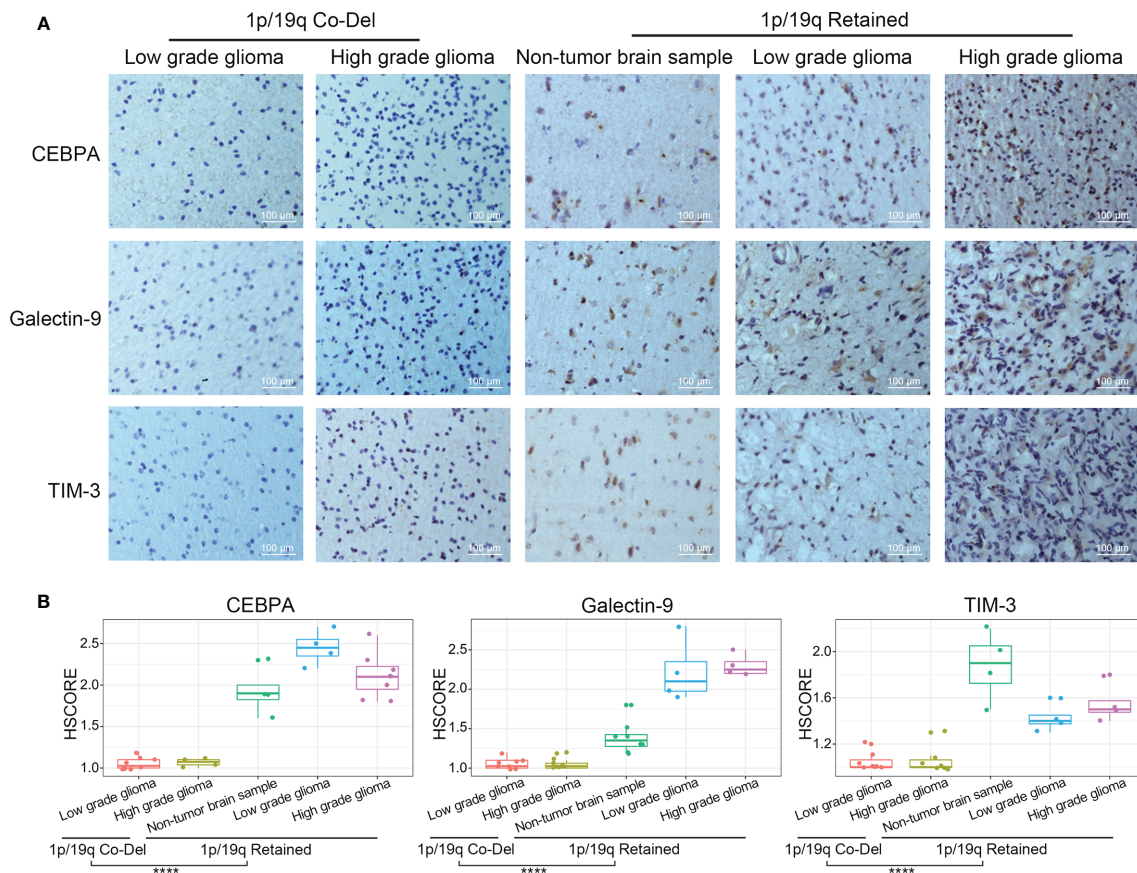 A
1p/19q Co-Del
1p/19q Retained
Low grade glioma
High grade glioma
Non-tumor brain sample
Low grade glioma
High grade glioma
CEBPA
100 µm
100 µm
100 µm
100 µm
100 µm
Galectin-9
100 µm
100 µm
100 µm
100 µm
100 µm
TIM-3
100 µm
100 µm
100 µm
100 µm
100 µm
B
CEBPA
HSCORE
2.5
2.0
1.5
1.0
Low grade glioma
High grade glioma
Non-tumor brain sample
Low grade glioma
High grade glioma
1p/19q Co-Del
1p/19q Retained
****
Galectin-9
HSCORE
2.5
2.0
1.5
1.0
Low grade glioma
High grade glioma
Non-tumor brain sample
Low grade glioma
High grade glioma
1p/19q Co-Del
1p/19q Retained
****
TIM-3
HSCORE
2.0
1.6
1.2
Low grade glioma
High grade glioma
Non-tumor brain sample
Low grade glioma
High grade glioma
1p/19q Co-Del
1p/19q Retained
****